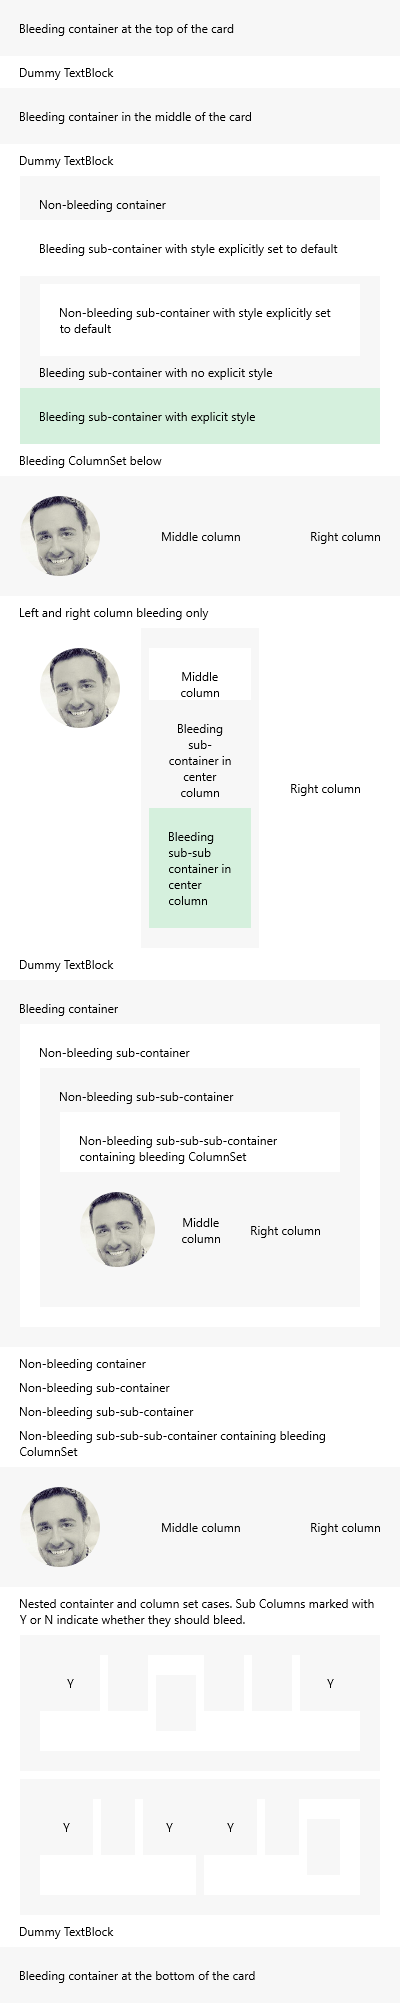 Bleeding container at the top of the card
Dummy TextBlock
Bleeding container in the middle of the card
Dummy TextBlock
Non-bleeding container
Bleeding sub-container with style explicitly set to default
Non-bleeding sub-container with style explicitly set
to default
Bleeding sub-container with no explicit style
Bleeding sub-container with explicit style
Bleeding ColumnSet below
Middle column Right column
Left and right column bleeding only
Middle
column
Bleeding
sub-
container in
center
column
Right column
Bleeding
sub-sub
container in
center
column
Dummy TextBlock
Bleeding container
Non-bleeding sub-container
Non-bleeding sub-sub-container
Non-bleeding sub-sub-sub-container
containing bleeding ColumnSet
Middle
column
Right column
Non-bleeding container
Non-bleeding sub-container
Non-bleeding sub-sub-container
Non-bleeding sub-sub-sub-container containing bleeding
ColumnSet
Middle column Right column
Nested containter and column set cases. Sub Columns marked with
Y or N indicate whether they should bleed.
Y Y
Y Y Y
Dummy TextBlock
Bleeding container at the bottom of the card